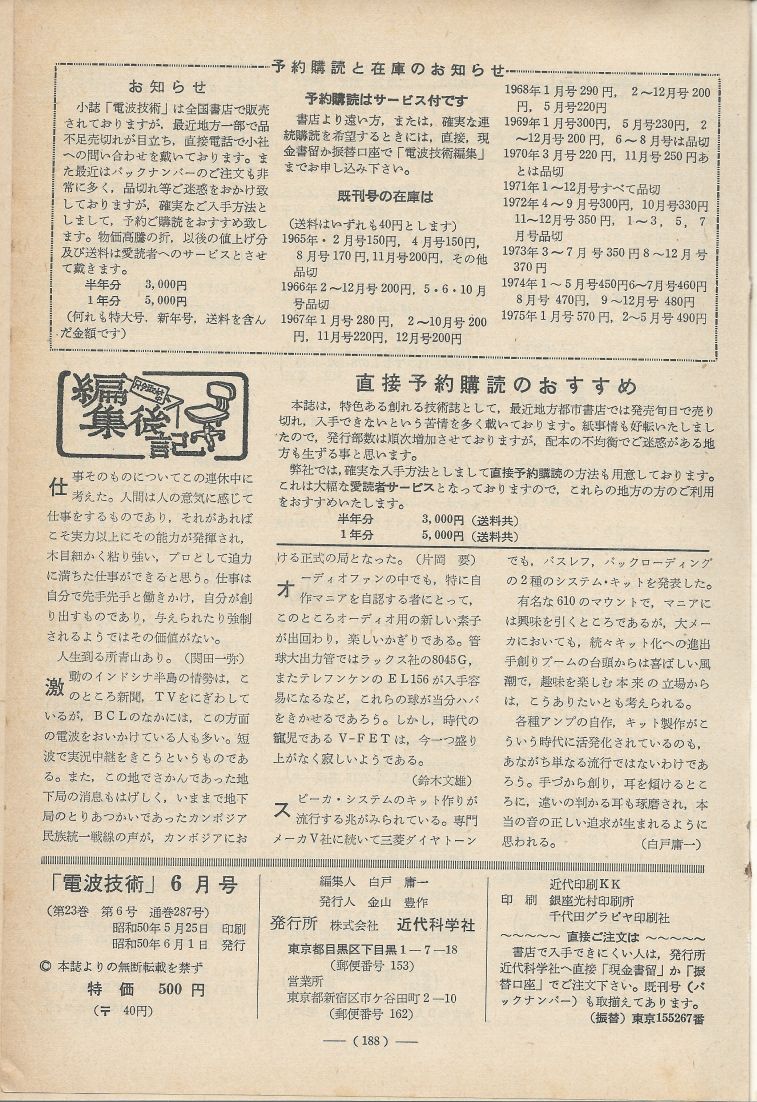 予約購読と在庫のお知らせ
お知らせ
小誌「電波技術」は全国書店で販売
されておりますが，最近地方一部で品
不足売切れが目立ち，直接電話で小社
への問い合わせを戴いております。ま
た最近はバックナンバーのご注文も非
常に多く，品切れ等ご迷惑をおかけ致
しておりますが，確実なご入手方法と
しまして，予約ご購読をおすすめ致し
ます。物価高騰の折，以後の値上げ分
及び送料は愛読者へのサービスとさせ
て戴きます。
半年分　3,000円
1年分　5,000円
(何れも特大号，新年号，送料を含ん
だ金額です)
予約購読はサービス付です
書店より遠い方，または，確実な連
続購読を希望するときには，直接，現
金書留か振替口座で「電波技術編集」
までお申し込み下さい。
既刊号の在庫は
(送料はいずれも40円とします)
1965年・2月号150円，4月号150円，
8月号170円，11月号200円，その他
品切
1966年2～12月号200円，5・6・10月
号品切
1967年1月号280円，2～10月号200
円，11月号220円，12月号200円
1968年1月号290円，2～12月号200
円，5月号220円
1969年1月号300円，5月号230円，2
～12月号200円，6～8月号は品切
1970年3月号220円，11月号250円あ
とは品切
1971年1～12月号すべて品切
1972年4～9月号300円，10月号330円
11～12月号350円，1～3，5，7
月号品切
1973年3～7月号350円8～12月号
370円
1974年1～5月号450円6～7月号460円
8月号470円，9～12号480円
1975年1月号570円，2～5月号490円
編集後記
直接予約購読のおすすめ
本誌は，特色ある創れる技術誌として，最近地方都市書店では発売旬日で売り
切れ，入手できないという苦情を多く戴いております。紙事情も好転いたしまし
たので，発行部数は順次増加させておりますが，配本の不均衡でご迷惑がある地
方も生ずる事と思います。
弊社では，確実な入手方法としまして直接予約購読の方法も用意しております。
これは大幅な愛読者サービスとなっておりますので，これらの地方の方のご利用
をおすすめいたします。
半年分　3,000円（送料共）
1年分　5,000円（送料共）
仕事そのものについてこの連休中に
考えた。人間は人の意気に感じて
仕事をするものであり，それがあれば
こそ実力以上にその能力が発揮され，
木目細かく粘り強い，プロとして迫力
に満ちた仕事ができると思う。仕事は
自分で先手先手と働きかけ，自分が創
り出すものであり，与えられたり強制
されるようではその価値がない。
人生到る所青山あり。（関田一弥）
激動のインドシナ半島の情勢は，こ
のところ新聞，TVをにぎわして
いるが，BCLのなかには，この方面
の電波をおいかけている人も多い。短
波で実況中継をきこうというものであ
る。また，この地でさかんであった地
下局の消息もはげしく，いままで地下
局のとりあつかいであったカンボジア
民族統一戦線の声が，カンボジアにお
ける正式の局となった。（片岡　要）
オーディオファンの中でも，特に自
作マニアを自認する者にとって，
このところオーディオ用の新しい素子
が出回わり，楽しいかぎりである。管
球大出力管ではラックス社の8045G，
またテレフンケンのEL156が入手容
易になるなど，これらの球が当分ハバ
をきかせるであろう。しかし，時代の
寵児であるV-FETは，今一つ盛り
上がなく寂しいようである。
（鈴木文雄）
スピーカ・システムのキット作りが
流行する兆がみられている。専門
メーカV社に続いて三菱ダイヤトーン
でも，バスレフ，バックローディング
の2種のシステム・キットを発表した。
有名な610のマウントで，マニアに
は興味を引くところであるが，大メー
カにおいても，続々キット化への進出
手創りブームの台頭からは喜ばしい風
潮で，趣味を楽しむ本来の立場から
は，こうありたいとも考えられる。
各種アンプの自作，キット製作がこ
ういう時代に活発化されているのも，
あながち単なる流行ではないわけであ
ろう。手づから創り，耳を傾けるとこ
ろに，違いの判かる耳も琢磨され，本
当の音の正しい追求が生まれるように
思われる。（白戸庸一）
「電波技術」6月号
（第23巻　第6号　通巻287号）
昭和50年5月25日　印刷
昭和50年6月1日　発行
© 本誌よりの無断転載を禁ず
特価　500円
（〒　40円）
編集人　白戸　庸一
発行人　金山　豊作
発行所　株式会社　近代科学社
東京都目黒区下目黒1－7－18
（郵便番号 153）
営業所
東京都新宿区市ケ谷田町2－10
（郵便番号 162）
近代印刷KK
印刷　銀座光村印刷所
千代田グラビヤ印刷社
～～～～～直接ご注文は～～～～～
書店で入手できにくい人は，発行所
近代科学社へ直接「現金書留」か「振
替口座」でご注文下さい。既刊号（バ
ックナンバー）も取揃えてあります。
（振替）東京155267番
――（188）――